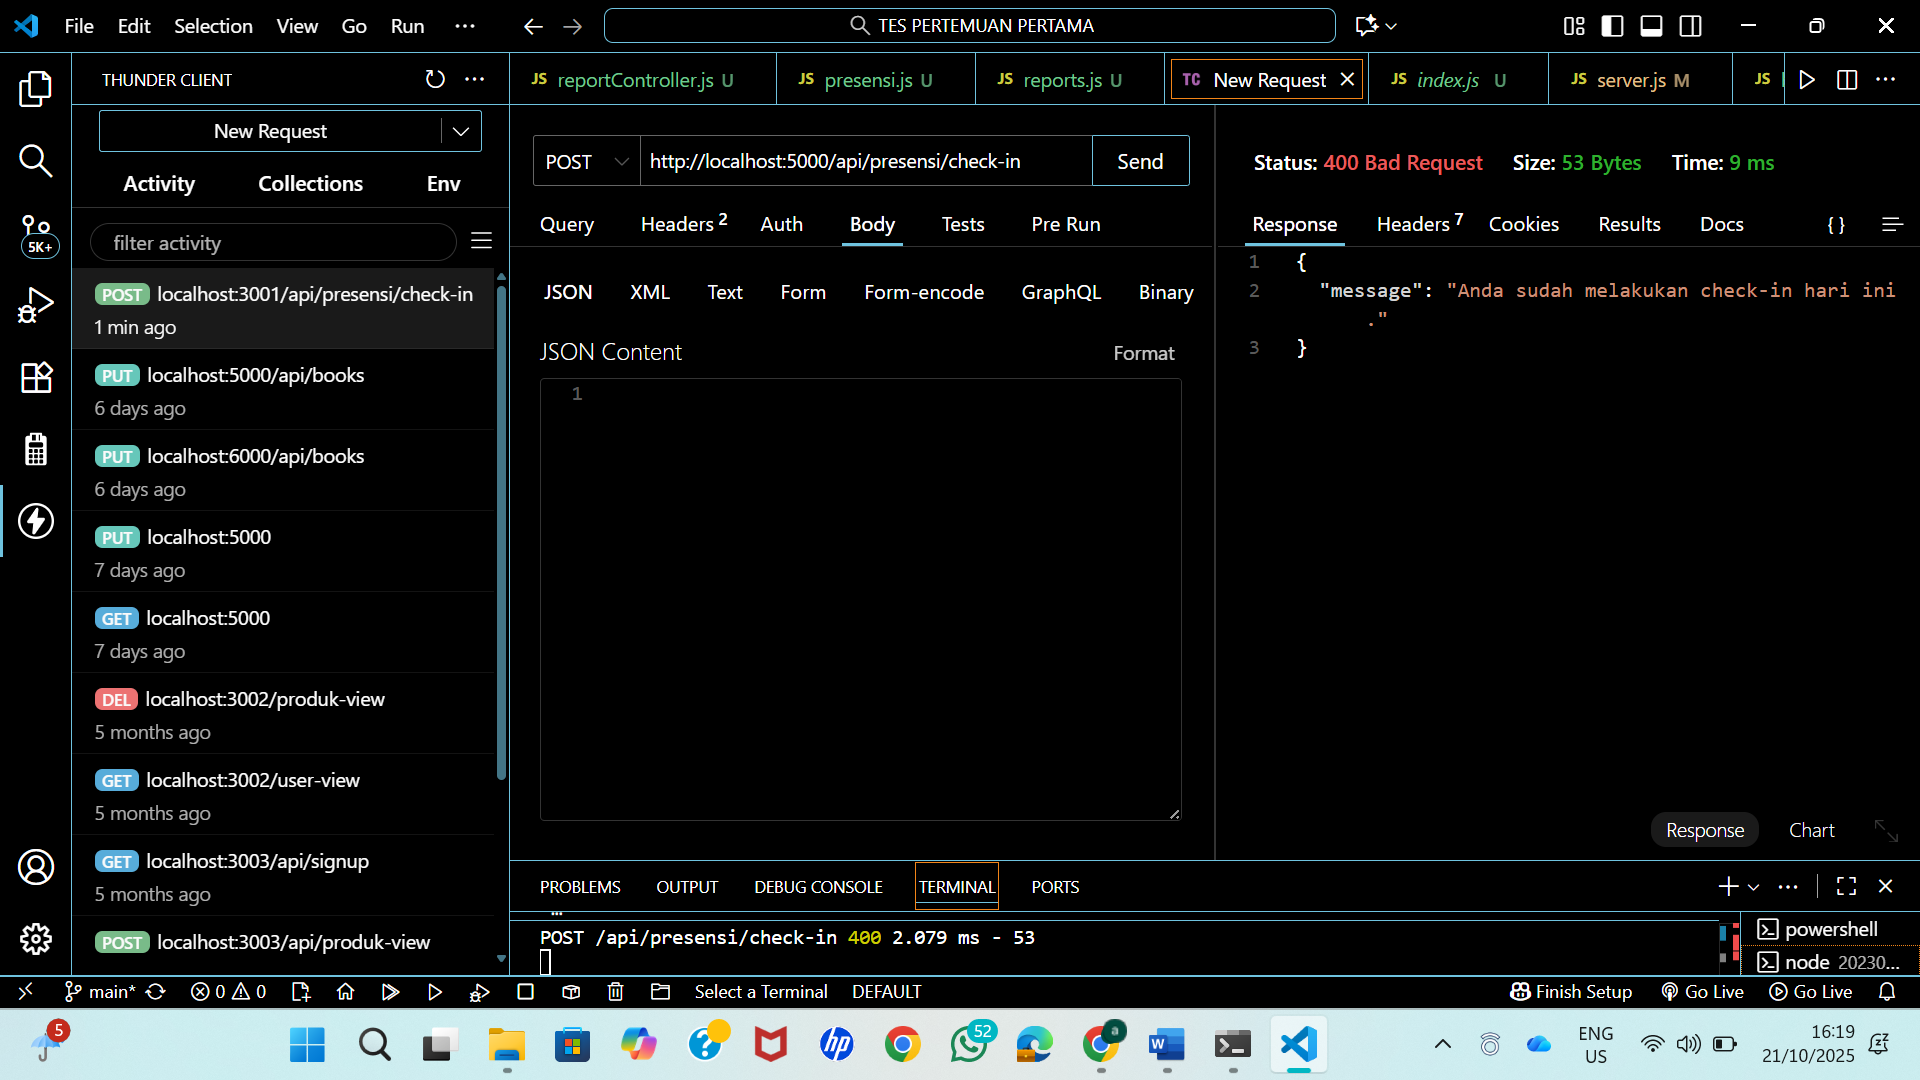 File Edit Selection View Go Run ···
TES PERTEMUAN PERTAMA
THUNDER CLIENT
New Request
Activity Collections Env
filter activity
POST localhost:3001/api/presensi/check-in
1 min ago
PUT localhost:5000/api/books
6 days ago
PUT localhost:6000/api/books
6 days ago
PUT localhost:5000
7 days ago
GET localhost:5000
7 days ago
DEL localhost:3002/produk-view
5 months ago
GET localhost:3002/user-view
5 months ago
GET localhost:3003/api/signup
5 months ago
POST localhost:3003/api/produk-view
5K+
JS reportController.js U
JS presensi.js U
JS reports.js U
TC New Request
JS index.js U
JS server.js M
JS
POST http://localhost:5000/api/presensi/check-in Send
Query Headers 2 Auth Body Tests Pre Run
JSON XML Text Form Form-encode GraphQL Binary
JSON Content Format
1
Status: 400 Bad Request Size: 53 Bytes Time: 9 ms
Response Headers 7 Cookies Results Docs { }
1 {
2 "message": "Anda sudah melakukan check-in hari ini
."
3 }
Response Chart
PROBLEMS OUTPUT DEBUG CONSOLE TERMINAL PORTS
POST /api/presensi/check-in 400 2.079 ms - 53
powershell
node 20230...
main* 0 0 Select a Terminal DEFAULT Finish Setup Go Live Go Live
5
52
a
ENG
US
16:19
21/10/2025